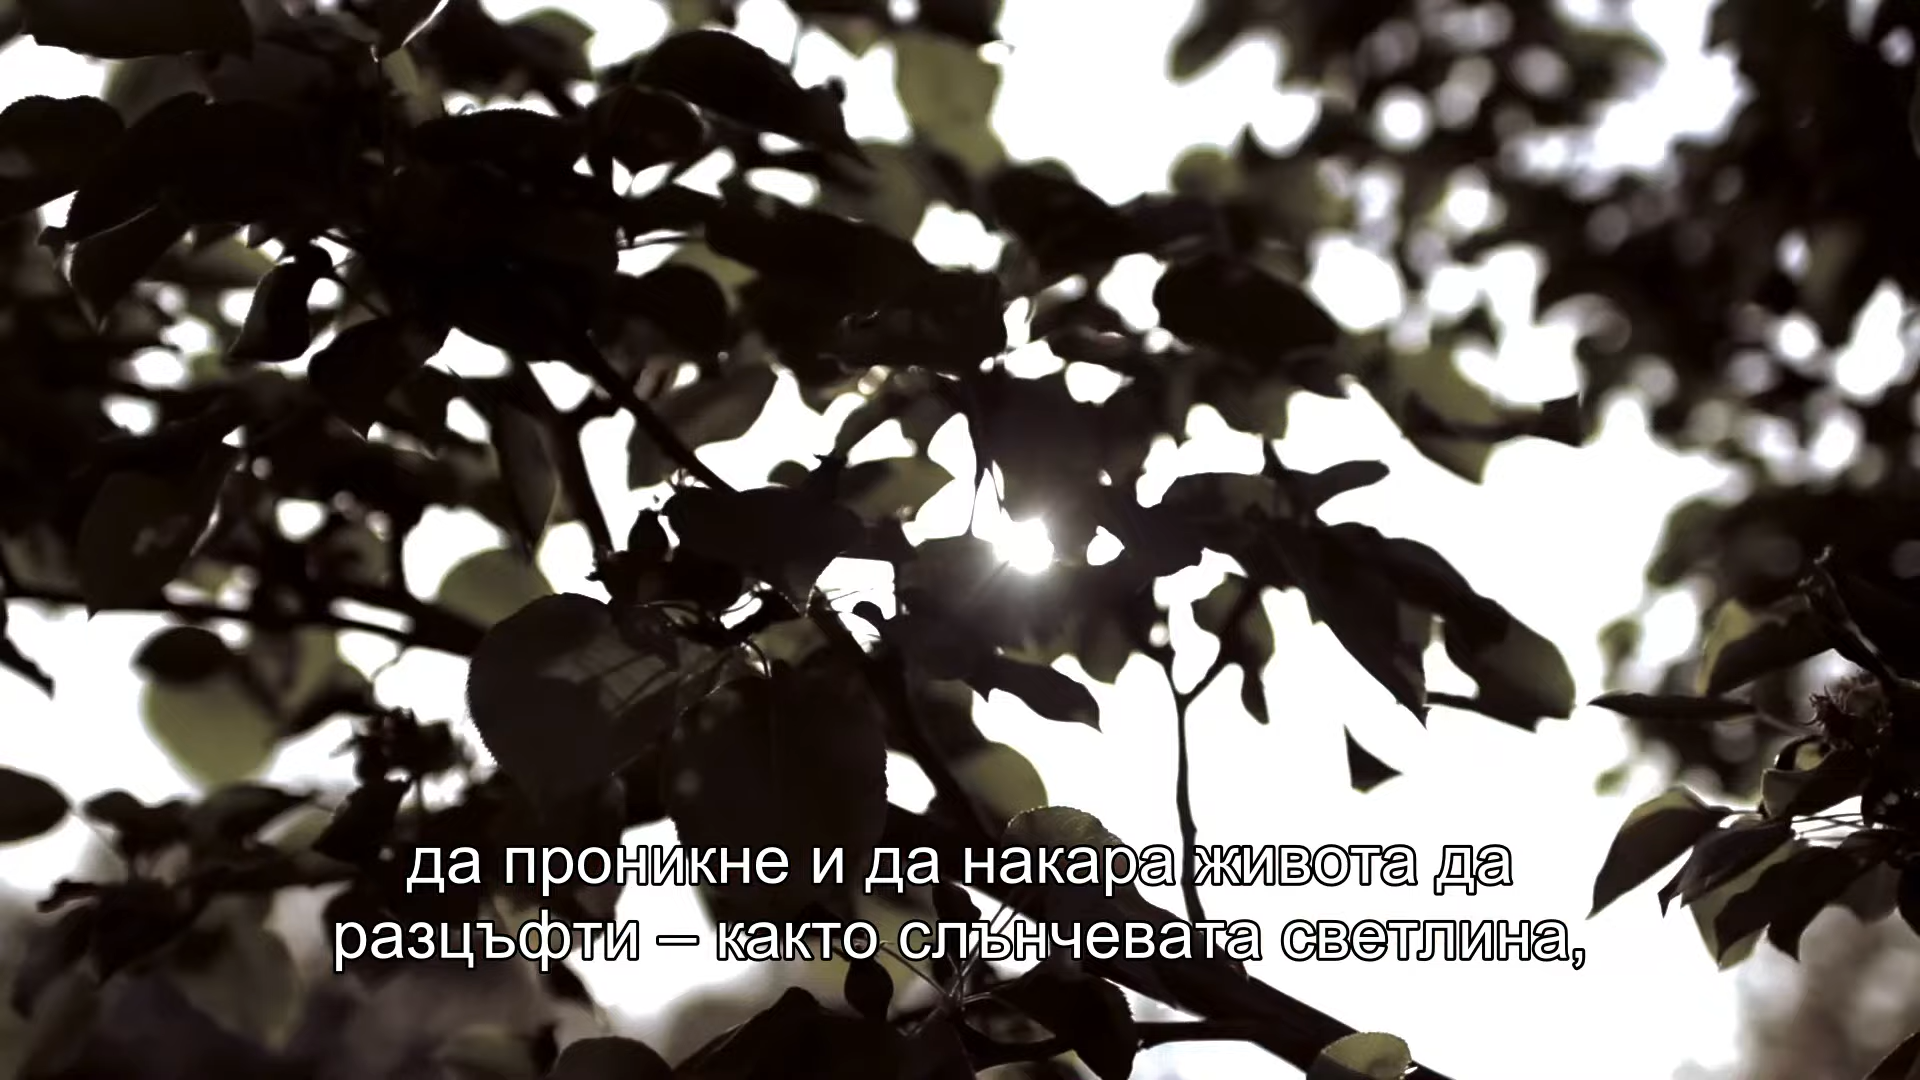 да проникне и да накара живота да
разцъфти – както слънчевата светлина,